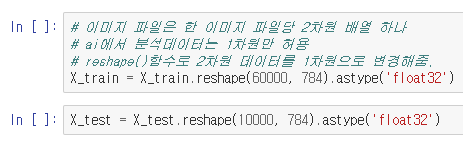 In [ ]: # 이미지 파일은 한 이미지 파일당 2차원 배열 하나
# ai에서 분석데이터는 1차원만 허용
# reshape()함수로 2차원 데이터를 1차원으로 변경해줌.
X_train = X_train.reshape(60000, 784).astype('float32')
In [ ]: X_test = X_test.reshape(10000, 784).astype('float32')